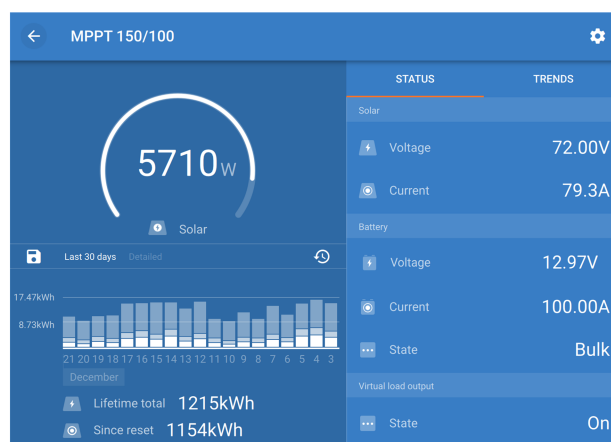 MPPT 150/100
STATUS TRENDS
5710W
Solar
Solar
Voltage 72.00V
Current 79.3A
Battery
Voltage 12.97V
Current 100.00A
State Bulk
Virtual load output
State On
Last 30 days Detailed
17.47kWh
8.73kWh
21 20 19 18 17 16 15 14 13 12 11 10 9 8 7 6 5 4 3
December
Lifetime total 1215kWh
Since reset 1154kWh